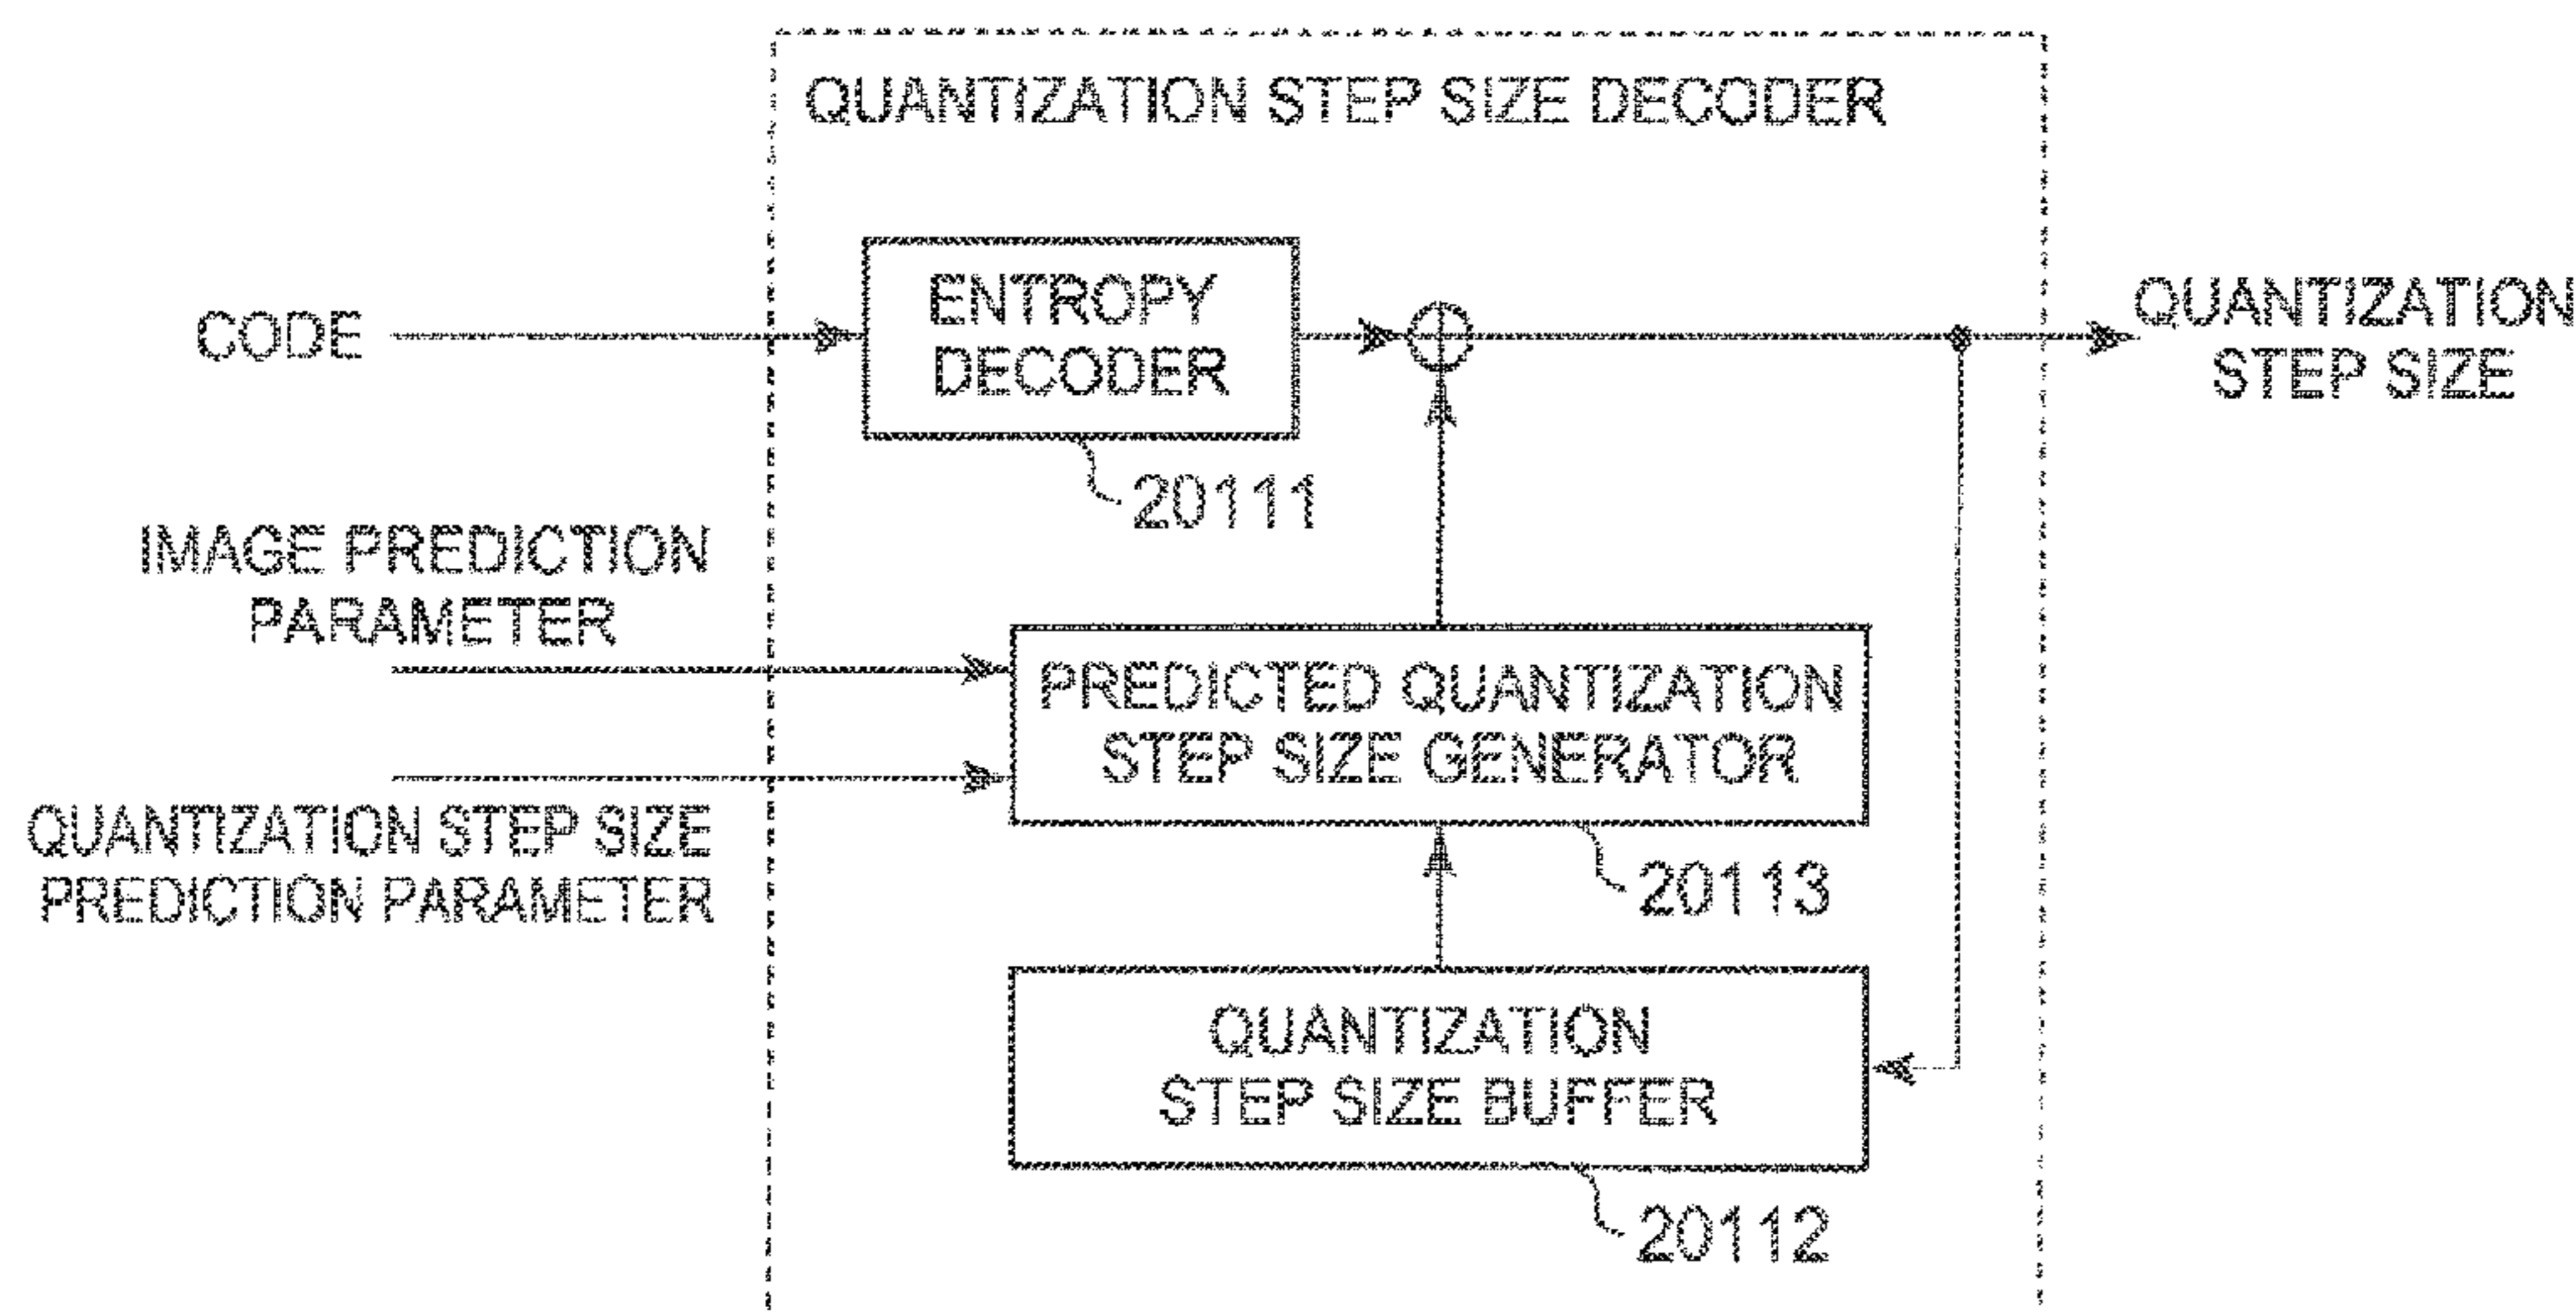 QUANTIZATION STEP SIZE DECODER
CODE
ENTROPY
DECODER
20111
QUANTIZATION
STEP SIZE
IMAGE PREDICTION
PARAMETER
PREDICTED QUANTIZATION
STEP SIZE GENERATOR
20113
QUANTIZATION STEP SIZE
PREDICTION PARAMETER
QUANTIZATION
STEP SIZE BUFFER
20112